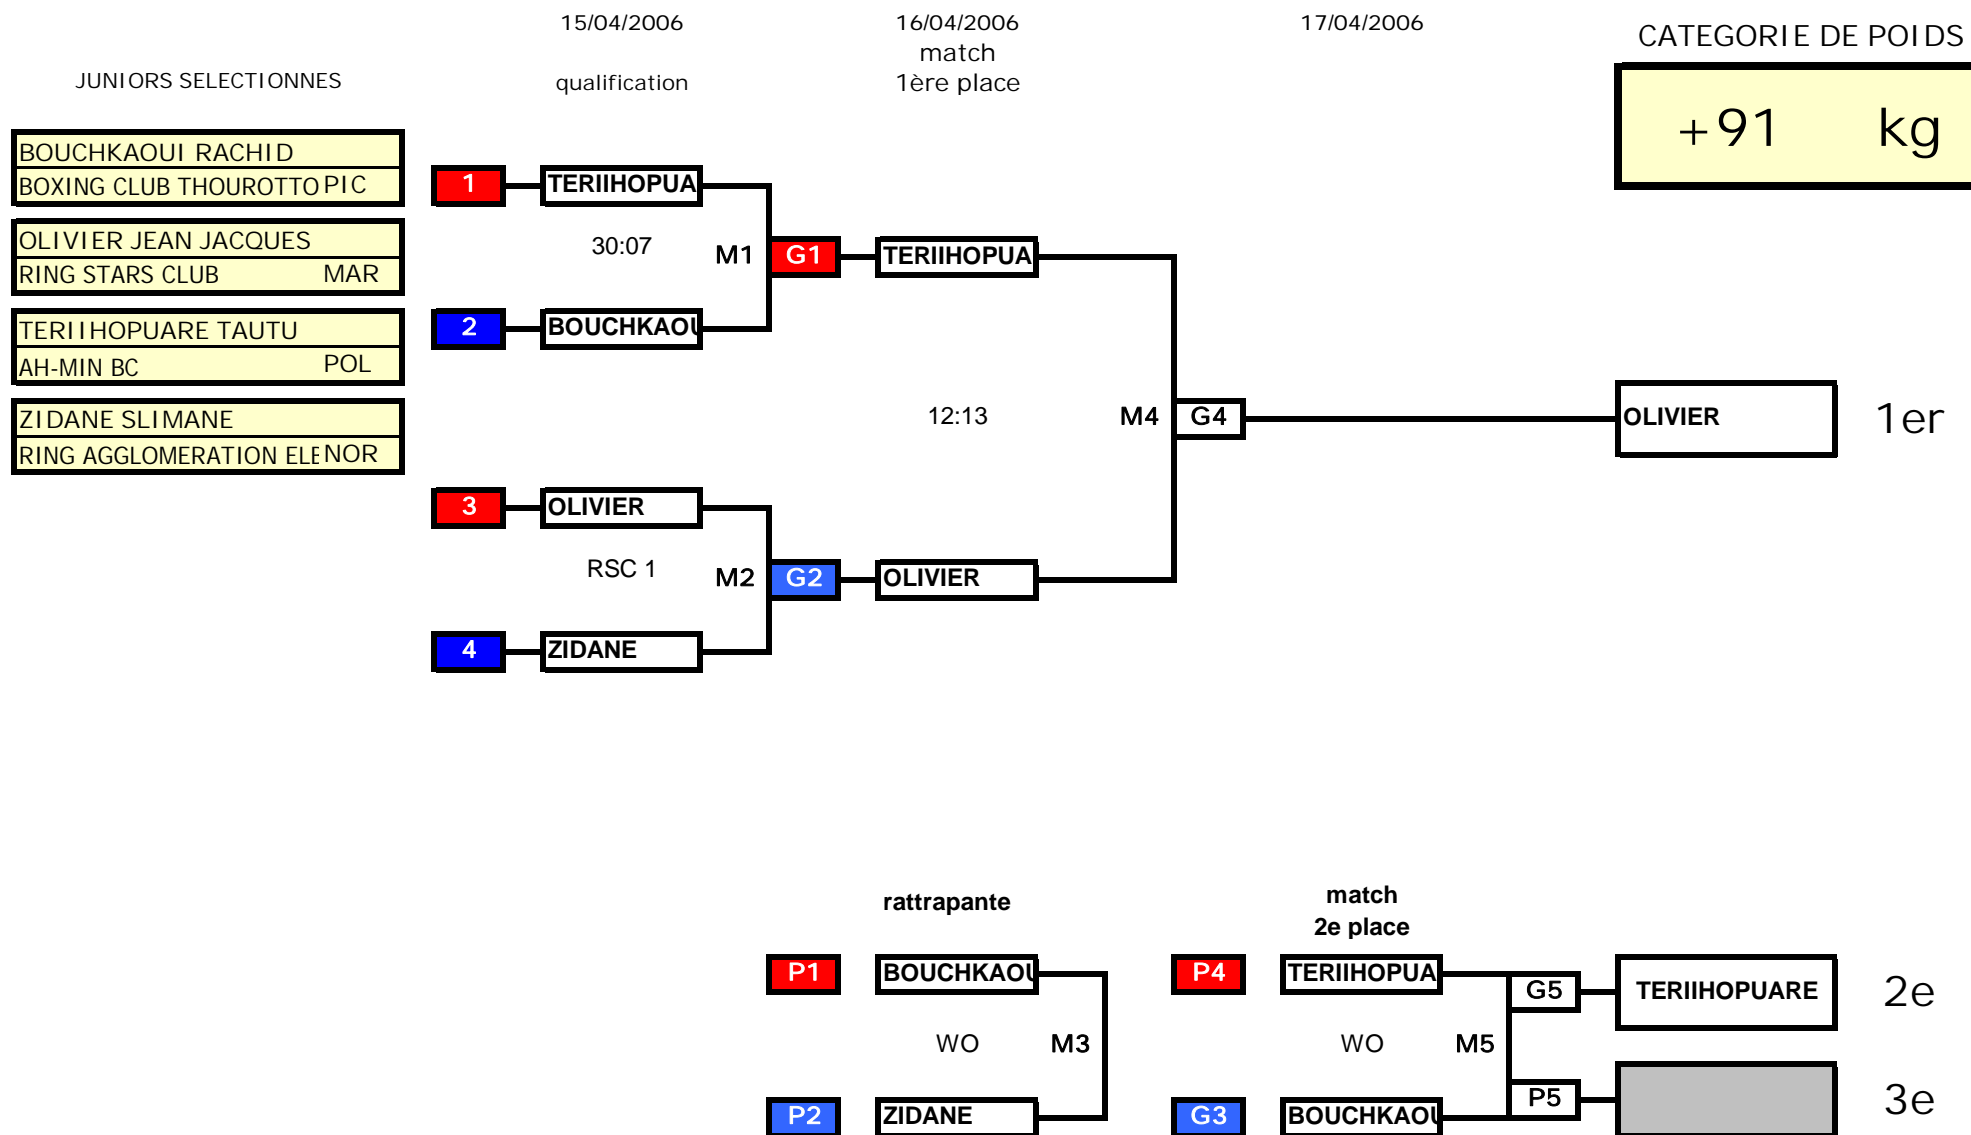 15/04/2006 16/04/2006 17/04/2006
CATEGORIE DE POIDS
match
JUNIORS SELECTIONNES qualification 1ère place
+91 kg
BOUCHKAOUI RACHID
BOXING CLUB THOUROTTO PIC
OLIVIER JEAN JACQUES
RING STARS CLUB MAR
TERIIHOPUARE TAUTU
AH-MIN BC POL
ZIDANE SLIMANE
RING AGGLOMERATION ELE NOR
1 TERIIHOPUA
30:07 M1 G1 TERIIHOPUA
2 BOUCHKAOU
12:13 M4 G4 OLIVIER 1er
3 OLIVIER
RSC 1 M2 G2 OLIVIER
4 ZIDANE
rattrapante
match
2e place
P1 BOUCHKAOU P4 TERIIHOPUA
G5 TERIIHOPUARE 2e
WO M3 WO M5
P5 3e
P2 ZIDANE G3 BOUCHKAOU